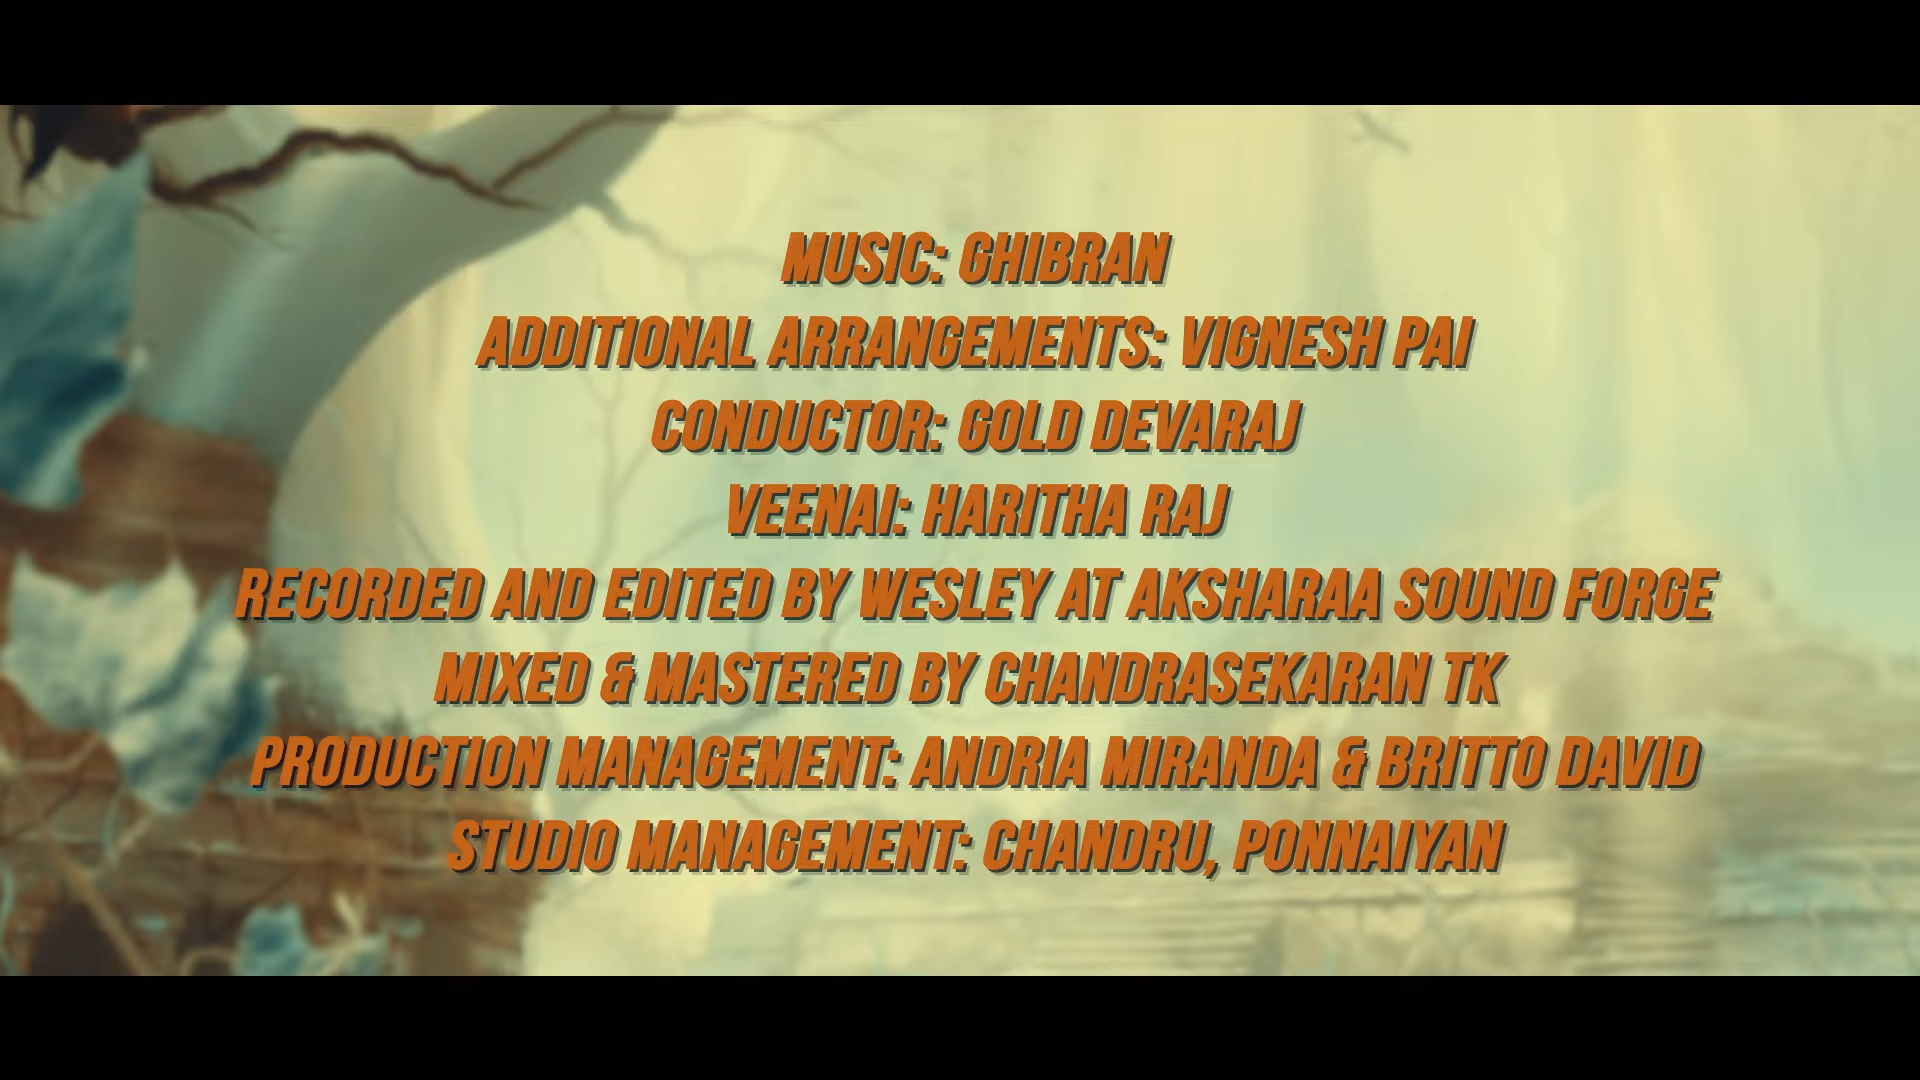 MUSIC: GHIBRAN
ADDITIONAL ARRANGEMENTS: VIGNESH PAI
CONDUCTOR: GOLD DEVARAJ
VEENAI: HARITHA RAJ
RECORDED AND EDITED BY WESLEY AT AKSHARAA SOUND FORGE
MIXED & MASTERED BY CHANDRASEKARAN TK
PRODUCTION MANAGEMENT: ANDRIA MIRANDA & BRITTO DAVID
STUDIO MANAGEMENT: CHANDRU, PONNAIYAN